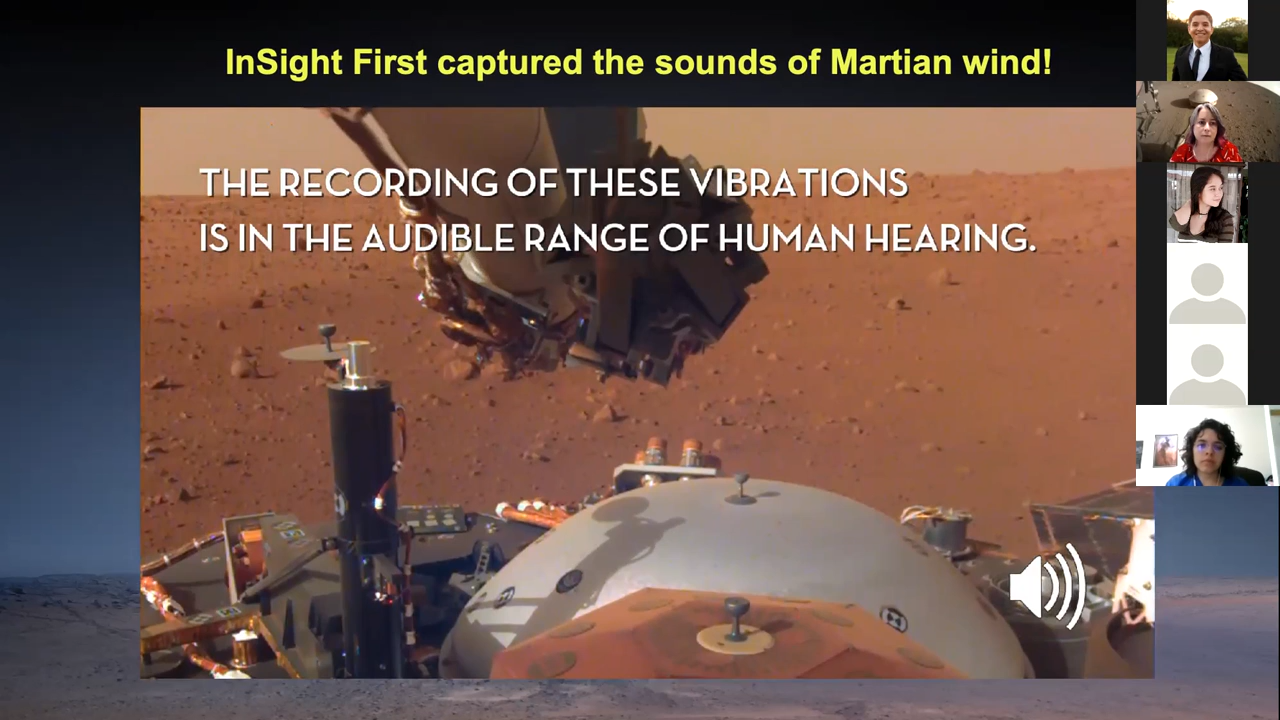 InSight First captured the sounds of Martian wind!
THE RECORDING OF THESE VIBRATIONS
IS IN THE AUDIBLE RANGE OF HUMAN HEARING.